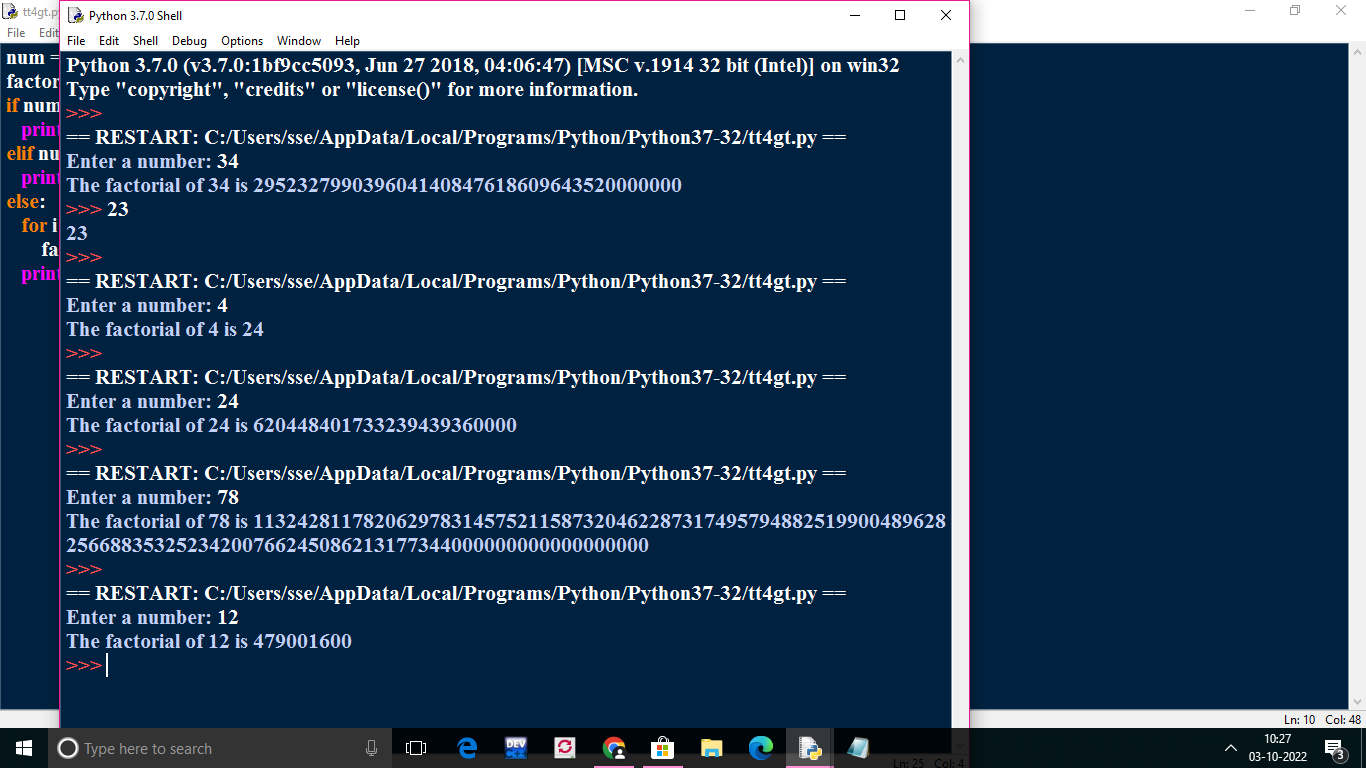 tt4gt.py
File Edit
num =
factor
if num
print
elif nu
print
else:
for i
fa
print
Python 3.7.0 Shell
File Edit Shell Debug Options Window Help
Python 3.7.0 (v3.7.0:1bf9cc5093, Jun 27 2018, 04:06:47) [MSC v.1914 32 bit (Intel)] on win32
Type "copyright", "credits" or "license()" for more information.
>>>
== RESTART: C:/Users/sse/AppData/Local/Programs/Python/Python37-32/tt4gt.py ==
Enter a number: 34
The factorial of 34 is 295232799039604140847618609643520000000
>>> 23
23
>>>
== RESTART: C:/Users/sse/AppData/Local/Programs/Python/Python37-32/tt4gt.py ==
Enter a number: 4
The factorial of 4 is 24
>>>
== RESTART: C:/Users/sse/AppData/Local/Programs/Python/Python37-32/tt4gt.py ==
Enter a number: 24
The factorial of 24 is 620448401733239439360000
>>>
== RESTART: C:/Users/sse/AppData/Local/Programs/Python/Python37-32/tt4gt.py ==
Enter a number: 78
The factorial of 78 is 113242811782062978314575211587320462287317495794882519900489628
25668835325234200766245086213177344000000000000000000
>>>
== RESTART: C:/Users/sse/AppData/Local/Programs/Python/Python37-32/tt4gt.py ==
Enter a number: 12
The factorial of 12 is 479001600
>>>
Ln: 10 Col: 48
Type here to search
DEV
Ln: 25 Col: 4
10:27
03-10-2022
3